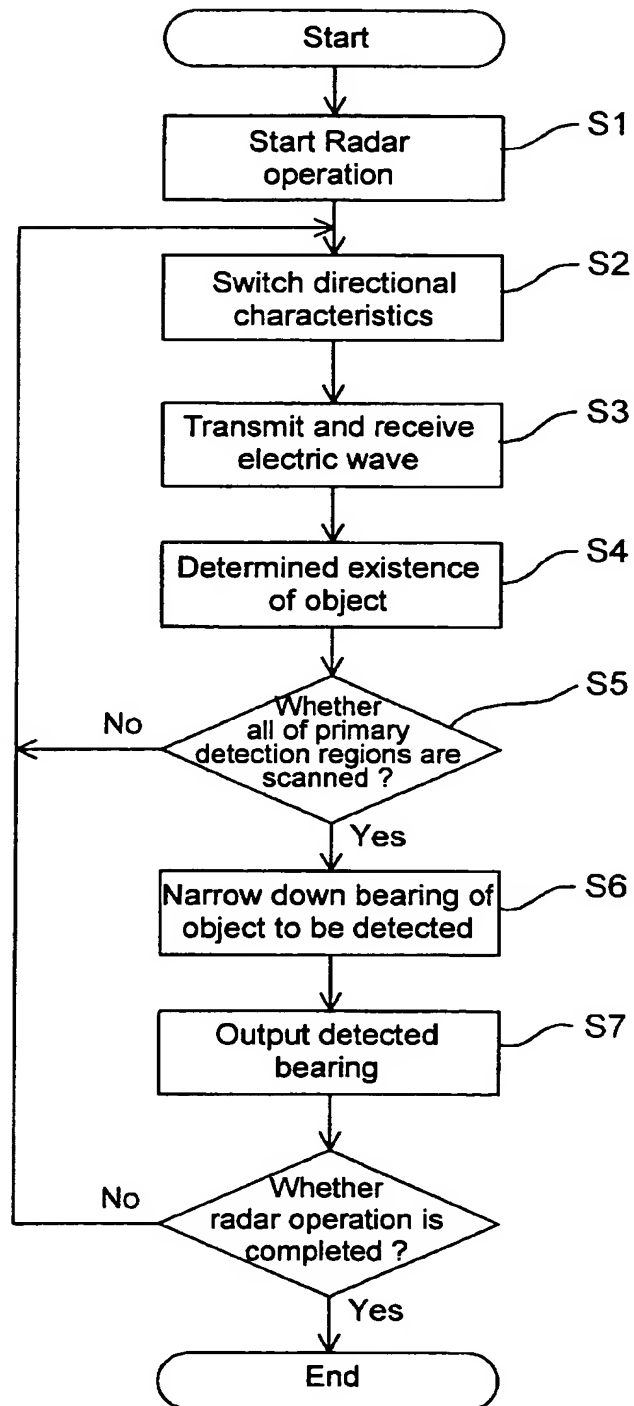 Start
Start Radar
operation
S1
Switch directional
characteristics
S2
Transmit and receive
electric wave
S3
Determined existence
of object
S4
Whether
all of primary
detection regions are
scanned ?
S5
No
Yes
Narrow down bearing of
object to be detected
S6
Output detected
bearing
S7
Whether
radar operation is
completed ?
No
Yes
End